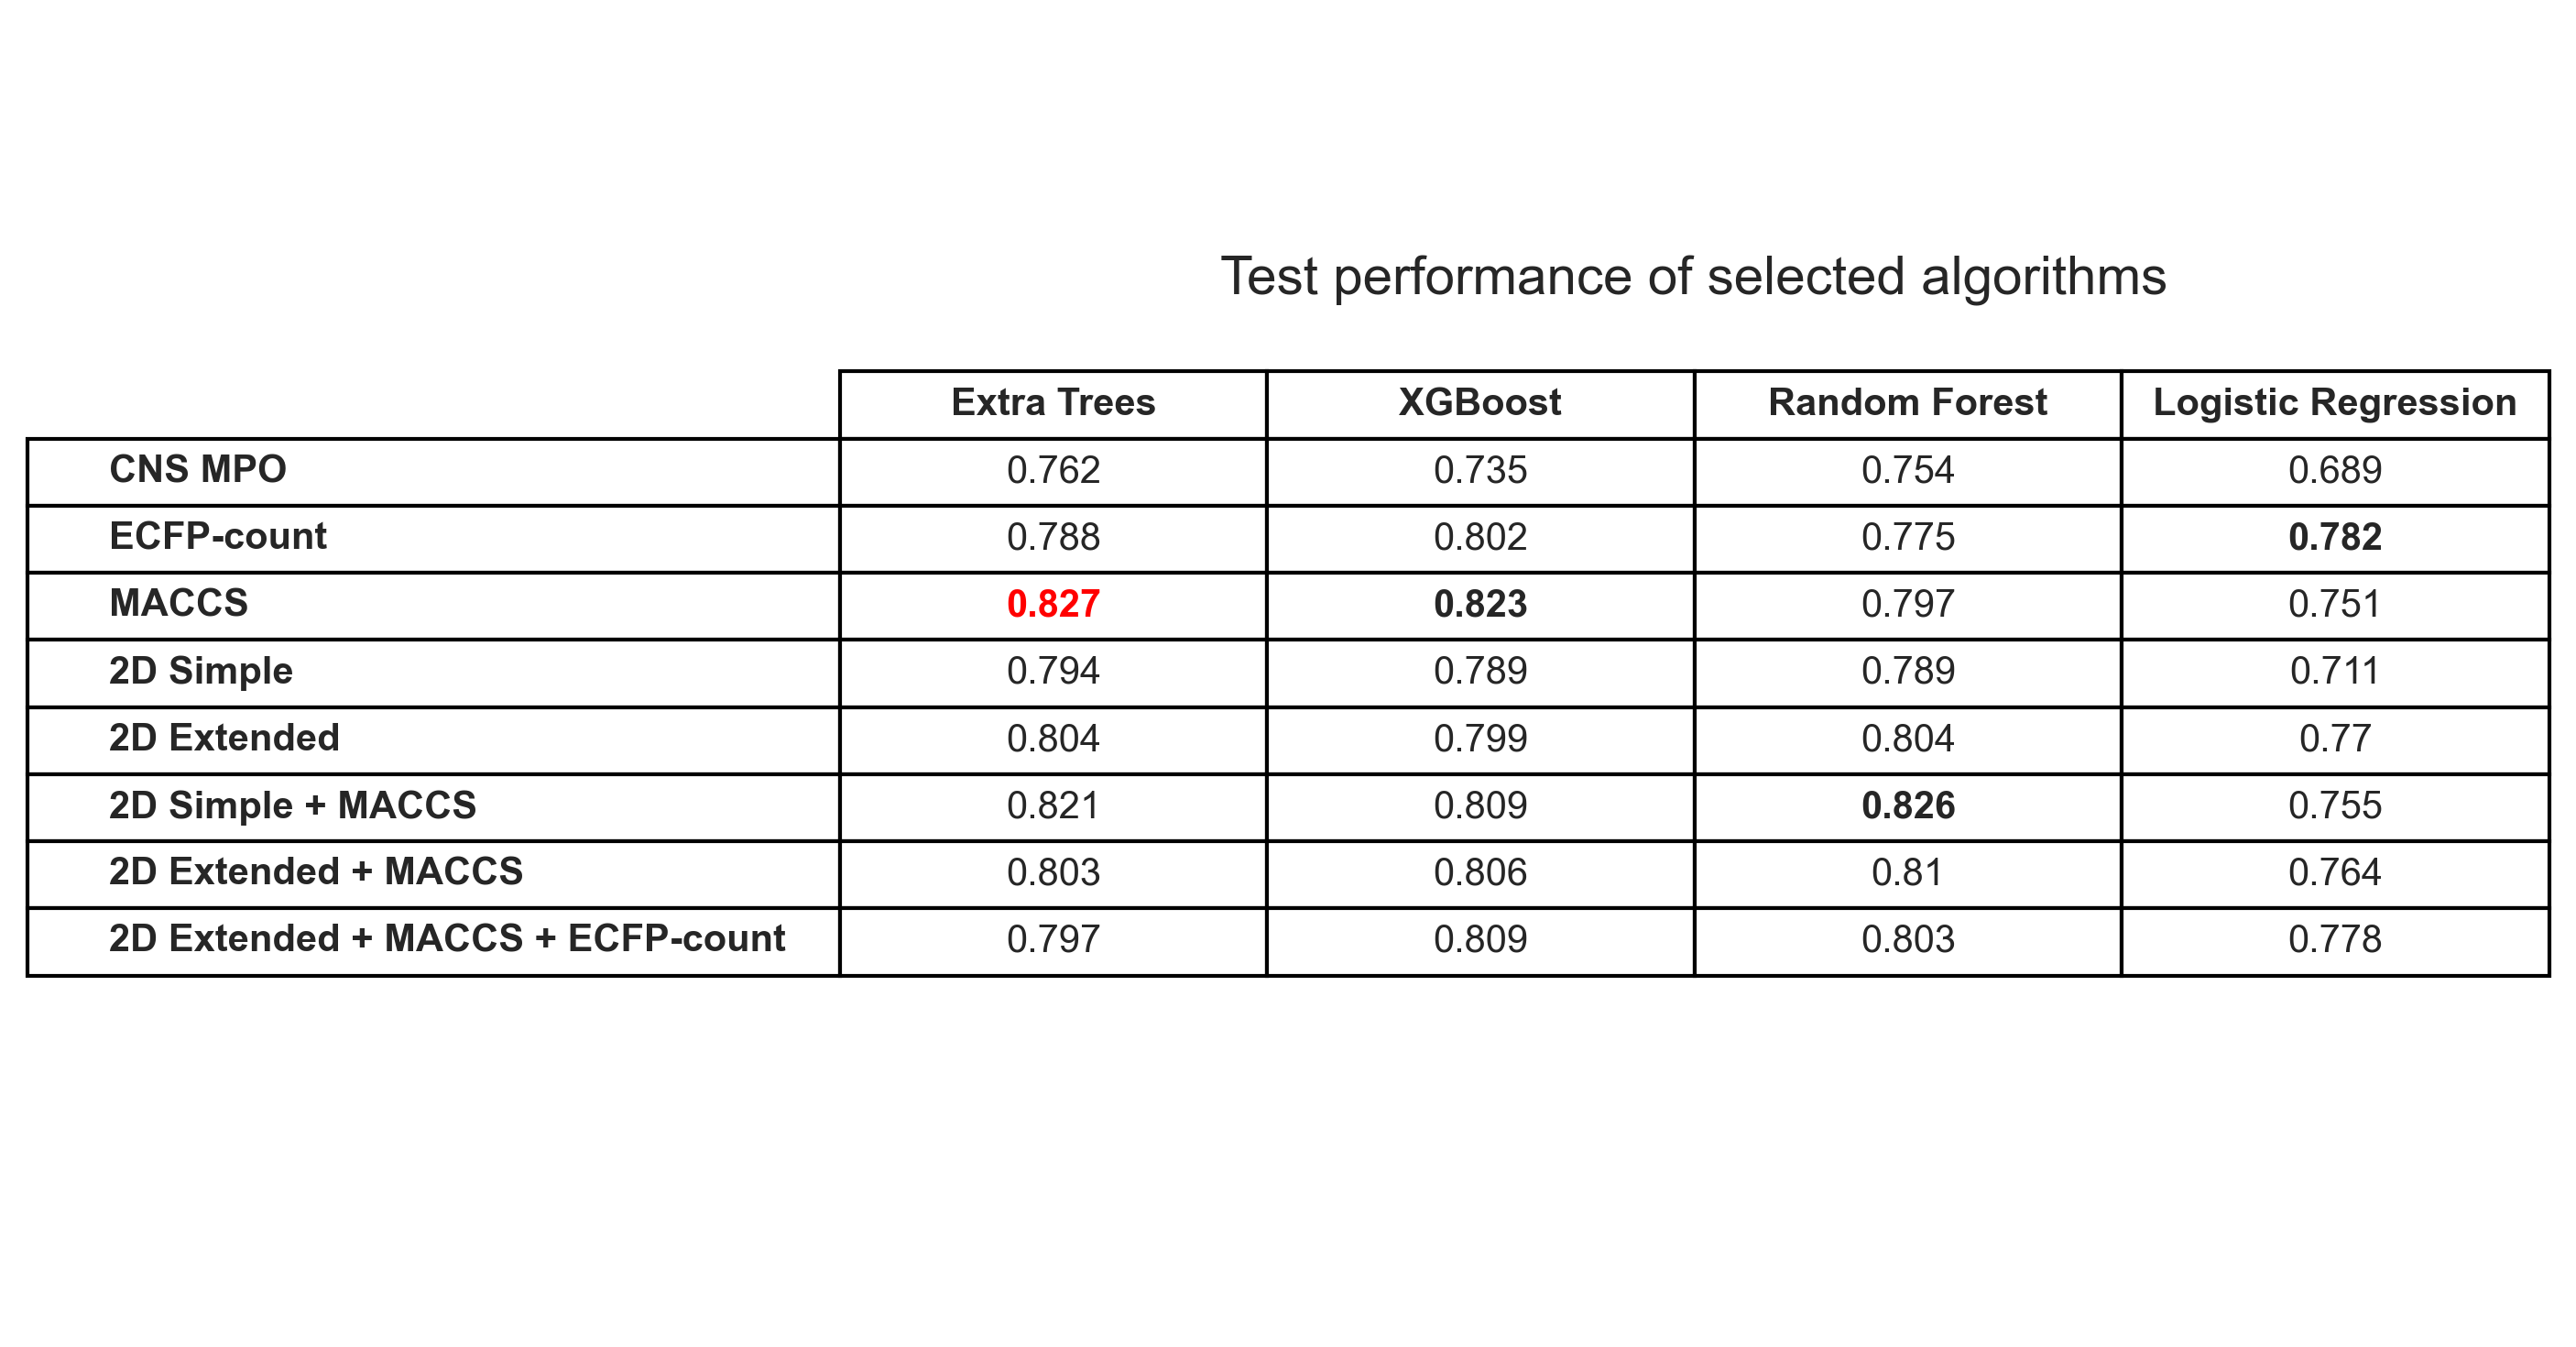 Test performance of selected algorithms
Extra Trees XGBoost Random Forest Logistic Regression
CNS MPO 0.762 0.735 0.754 0.689
ECFP-count 0.788 0.802 0.775 0.782
MACCS 0.827 0.823 0.797 0.751
2D Simple 0.794 0.789 0.789 0.711
2D Extended 0.804 0.799 0.804 0.77
2D Simple + MACCS 0.821 0.809 0.826 0.755
2D Extended + MACCS 0.803 0.806 0.81 0.764
2D Extended + MACCS + ECFP-count 0.797 0.809 0.803 0.778